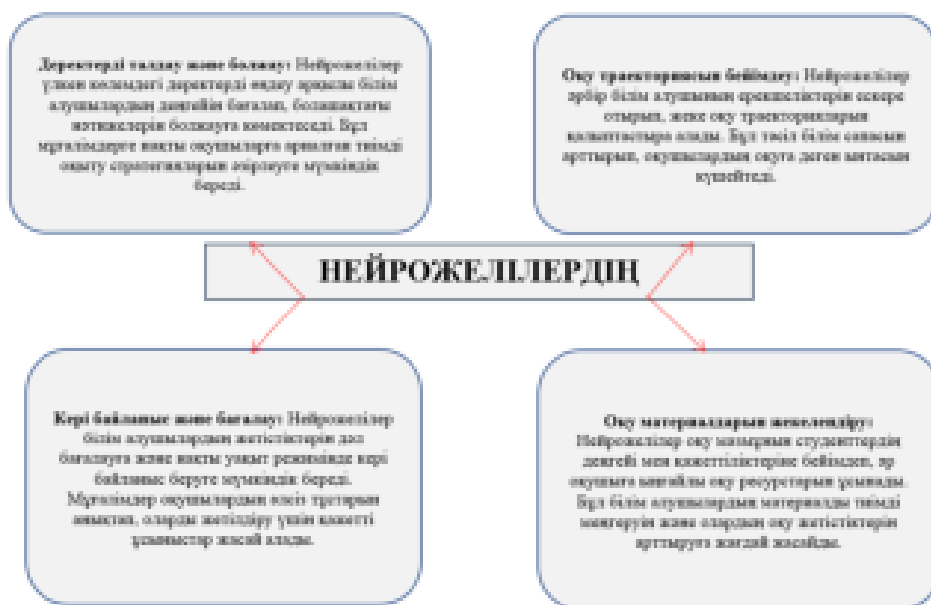 Деректерді талдау және болжау: Нейрожелілер
үлкен көлемдегі деректерді өңдеу арқылы білім
алушылардың деңгейін бағалап, болашақтағы
нәтижелерін болжауға көмектеседі. Бұл
мұғалімдерге нақты оқушыларға арналған тиімді
оқыту стратегияларын әзірлеуге мүмкіндік
береді.
Оқу траекториясын бейімдеу: Нейрожелілер
әрбір білім алушының ерекшеліктерін ескере
отырып, жеке оқу траекторияларын
қалыптастыра алады. Бұл тәсіл білім сапасын
арттырып, оқушылардың оқуға деген ынтасын
күшейтеді.
НЕЙРОЖЕЛІЛЕРДІҢ
Кері байланыс және бағалау: Нейрожелілер
білім алушылардың жетістіктерін дәл
бағалауға және нақты уақыт режимінде кері
байланыс беруге мүмкіндік береді.
Мұғалімдер оқушылардың әлсіз тұстарын
анықтап, оларды жетілдіру үшін қажетті
ұсыныстар жасай алады.
Оқу материалдарын жекелендіру:
Нейрожелілер оқу мазмұнын студенттердің
деңгейі мен қажеттіліктеріне бейімдеп, әр
оқушыға ыңғайлы оқу ресурстарын ұсынады.
Бұл білім алушылардың материалды тиімді
меңгеруін және олардың оқу жетістіктерін
арттыруға жағдай жасайды.